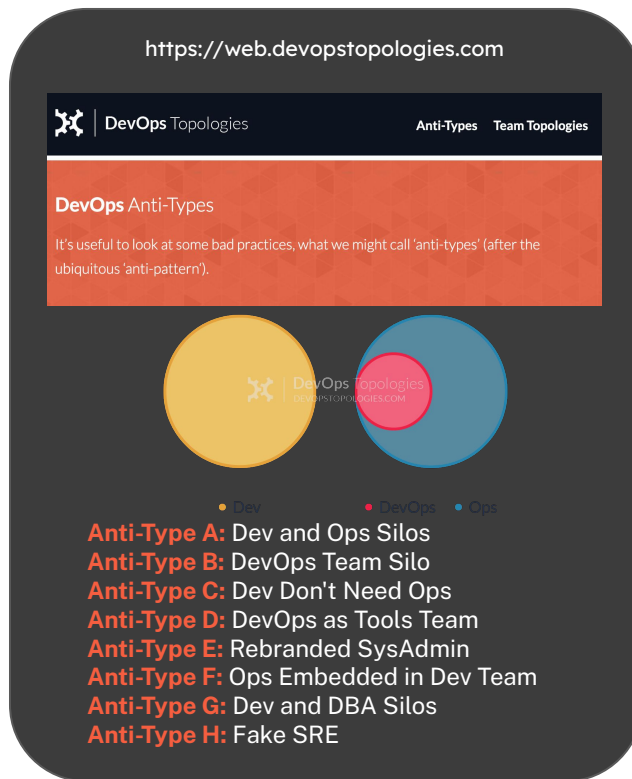 https://web.devopstopologies.com
DevOps Topologies
Anti-Types Team Topologies
DevOps Anti-Types
It's useful to look at some bad practices, what we might call 'anti-types' (after the
ubiquitous 'anti-pattern').
DevOps Topologies
DEVOPSTOPOLOGIES.COM
Dev DevOps Ops
Anti-Type A: Dev and Ops Silos
Anti-Type B: DevOps Team Silo
Anti-Type C: Dev Don't Need Ops
Anti-Type D: DevOps as Tools Team
Anti-Type E: Rebranded SysAdmin
Anti-Type F: Ops Embedded in Dev Team
Anti-Type G: Dev and DBA Silos
Anti-Type H: Fake SRE